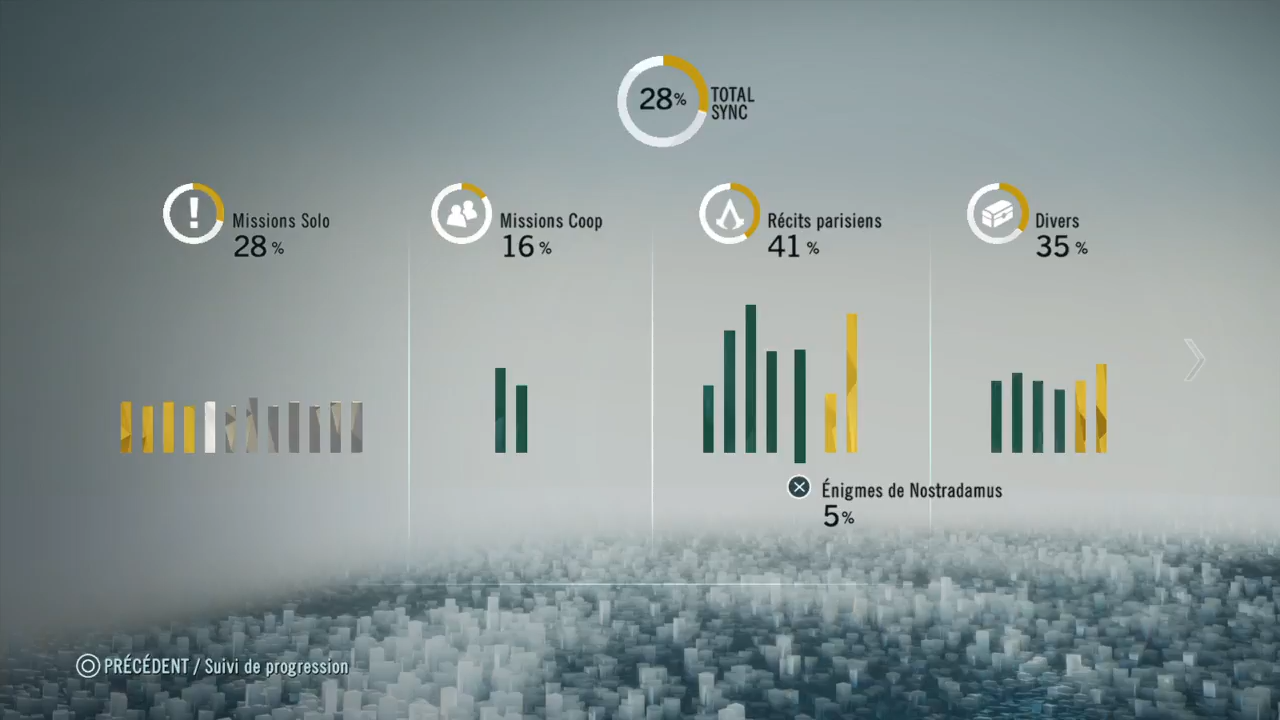 28%
TOTAL
SYNC
Missions Solo
28 %
Missions Coop
16 %
Récits parisiens
41 %
Divers
35 %
Énigmes de Nostradamus
5%
PRÉCÉDENT / Suivi de progression